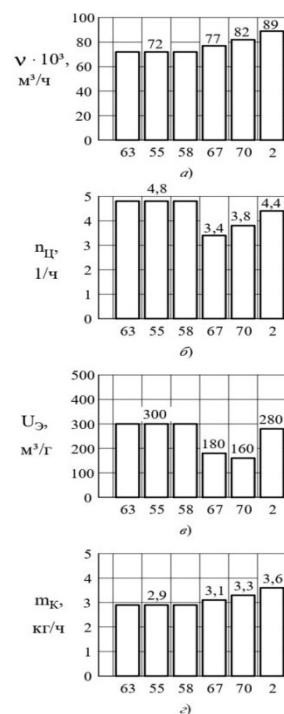 100
ν · 10³,
м³/ч
80
60
40
20
0
72
77
82
89
63 55 58 67 70 2
а)
5
n_Ц,
1/ч
4
3
2
1
0
4,8
3,4
3,8
4,4
63 55 58 67 70 2
б)
500
U_Э,
м³/г
400
300
200
100
0
300
180
160
280
63 55 58 67 70 2
в)
5
m_К,
кг/ч
4
3
2
1
0
2,9
3,1
3,3
3,6
63 55 58 67 70 2
г)